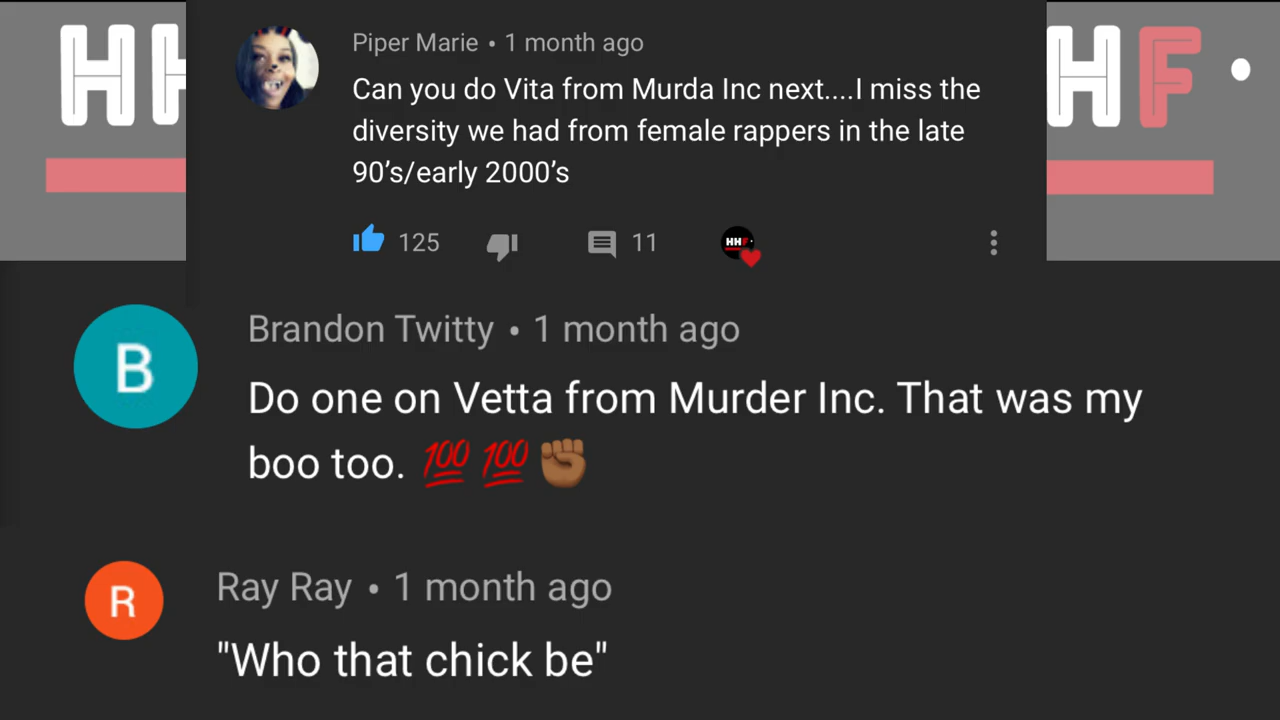 HH
HF
Piper Marie • 1 month ago
Can you do Vita from Murda Inc next....I miss the
diversity we had from female rappers in the late
90's/early 2000's
125
11
HHF
B
Brandon Twitty • 1 month ago
Do one on Vetta from Murder Inc. That was my
boo too. 💯 💯 ✊🏾
R
Ray Ray • 1 month ago
"Who that chick be"